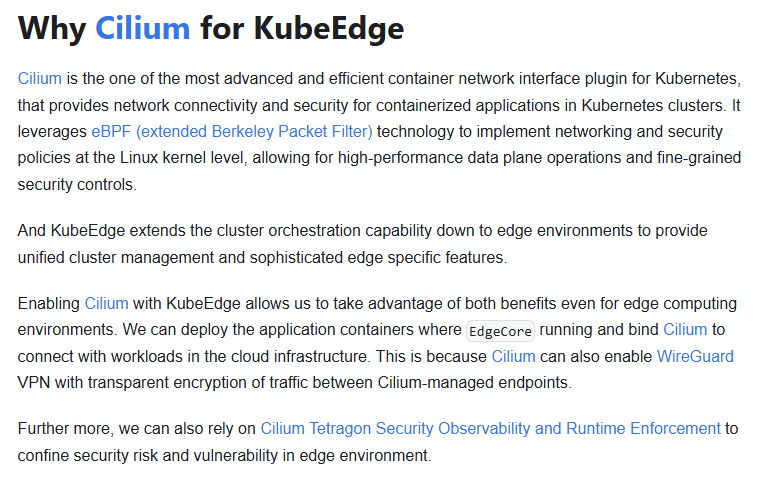 Why Cilium for KubeEdge
Cilium is the one of the most advanced and efficient container network interface plugin for Kubernetes,
that provides network connectivity and security for containerized applications in Kubernetes clusters. It
leverages eBPF (extended Berkeley Packet Filter) technology to implement networking and security
policies at the Linux kernel level, allowing for high-performance data plane operations and fine-grained
security controls.
And KubeEdge extends the cluster orchestration capability down to edge environments to provide
unified cluster management and sophisticated edge specific features.
Enabling Cilium with KubeEdge allows us to take advantage of both benefits even for edge computing
environments. We can deploy the application containers where EdgeCore running and bind Cilium to
connect with workloads in the cloud infrastructure. This is because Cilium can also enable WireGuard
VPN with transparent encryption of traffic between Cilium-managed endpoints.
Further more, we can also rely on Cilium Tetragon Security Observability and Runtime Enforcement to
confine security risk and vulnerability in edge environment.